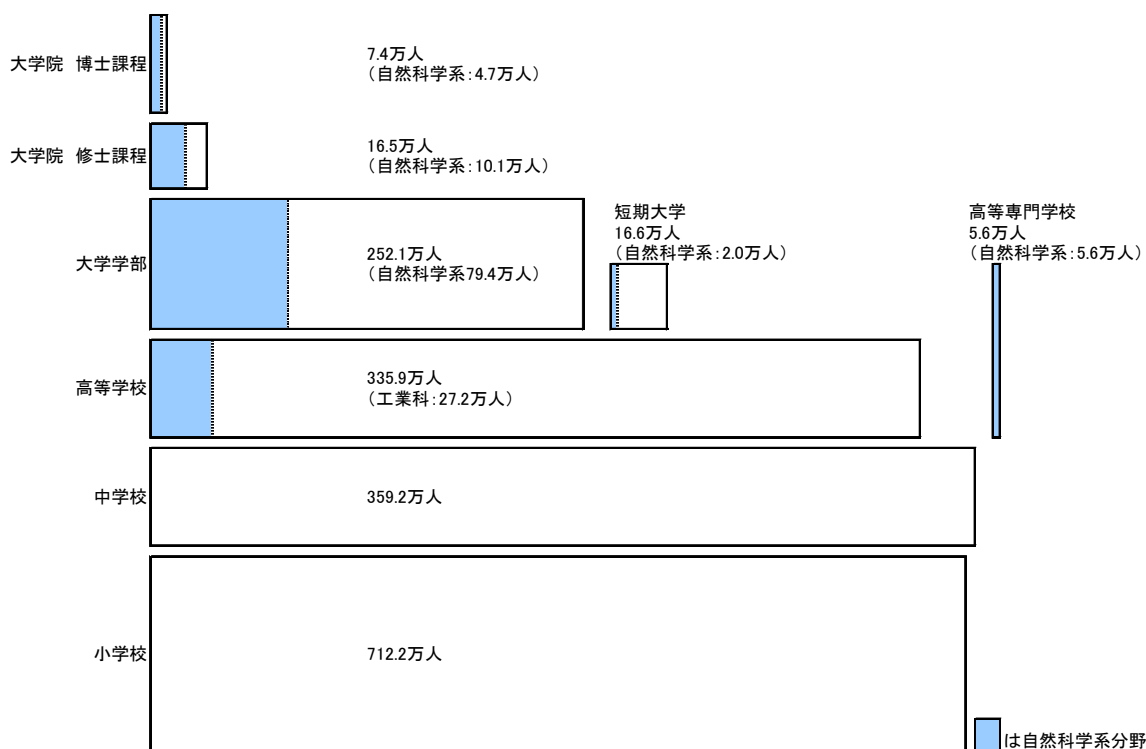 大学院 博士課程
7.4万人
（自然科学系:4.7万人）
大学院 修士課程
16.5万人
（自然科学系:10.1万人）
大学学部
252.1万人
（自然科学系79.4万人）
短期大学
16.6万人
（自然科学系:2.0万人）
高等専門学校
5.6万人
（自然科学系:5.6万人）
高等学校
335.9万人
（工業科:27.2万人）
中学校
359.2万人
小学校
712.2万人
は自然科学系分野